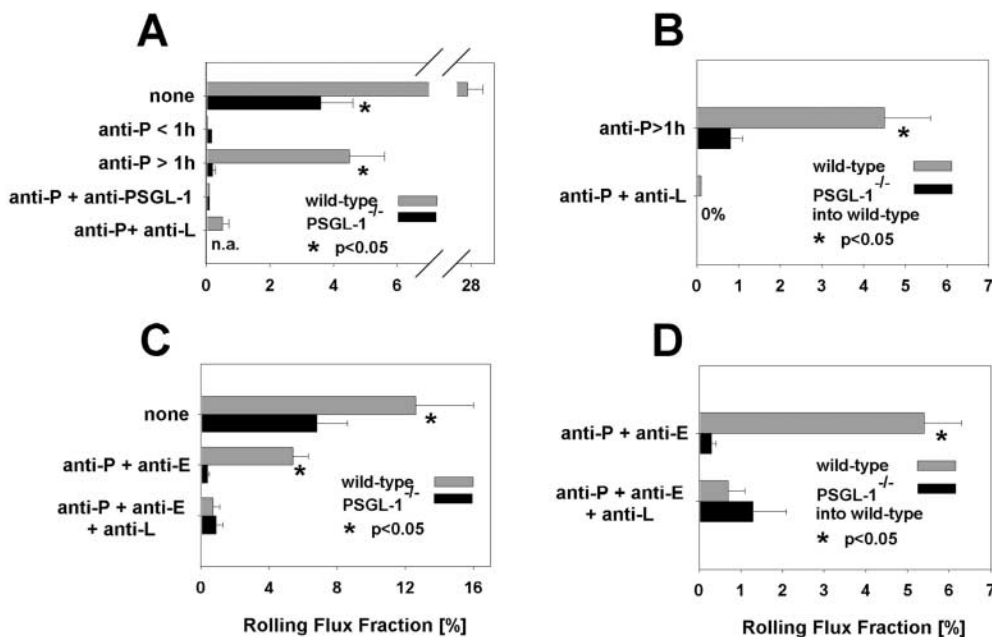 A
none
anti-P < 1h
anti-P > 1h
anti-P + anti-PSGL-1
anti-P+ anti-L
n.a.
wild-type
PSGL-1-/-
* p<0.05
*
*
0 2 4 6 28
B
anti-P>1h
anti-P + anti-L
0%
*
wild-type
PSGL-1-/-
into wild-type
* p<0.05
0 1 2 3 4 5 6 7
C
none
anti-P + anti-E
anti-P + anti-E
+ anti-L
*
*
wild-type
PSGL-1-/-
* p<0.05
0 4 8 12 16
Rolling Flux Fraction [%]
D
anti-P + anti-E
anti-P + anti-E
+ anti-L
*
wild-type
PSGL-1-/-
into wild-type
* p<0.05
0 1 2 3 4 5 6 7
Rolling Flux Fraction [%]